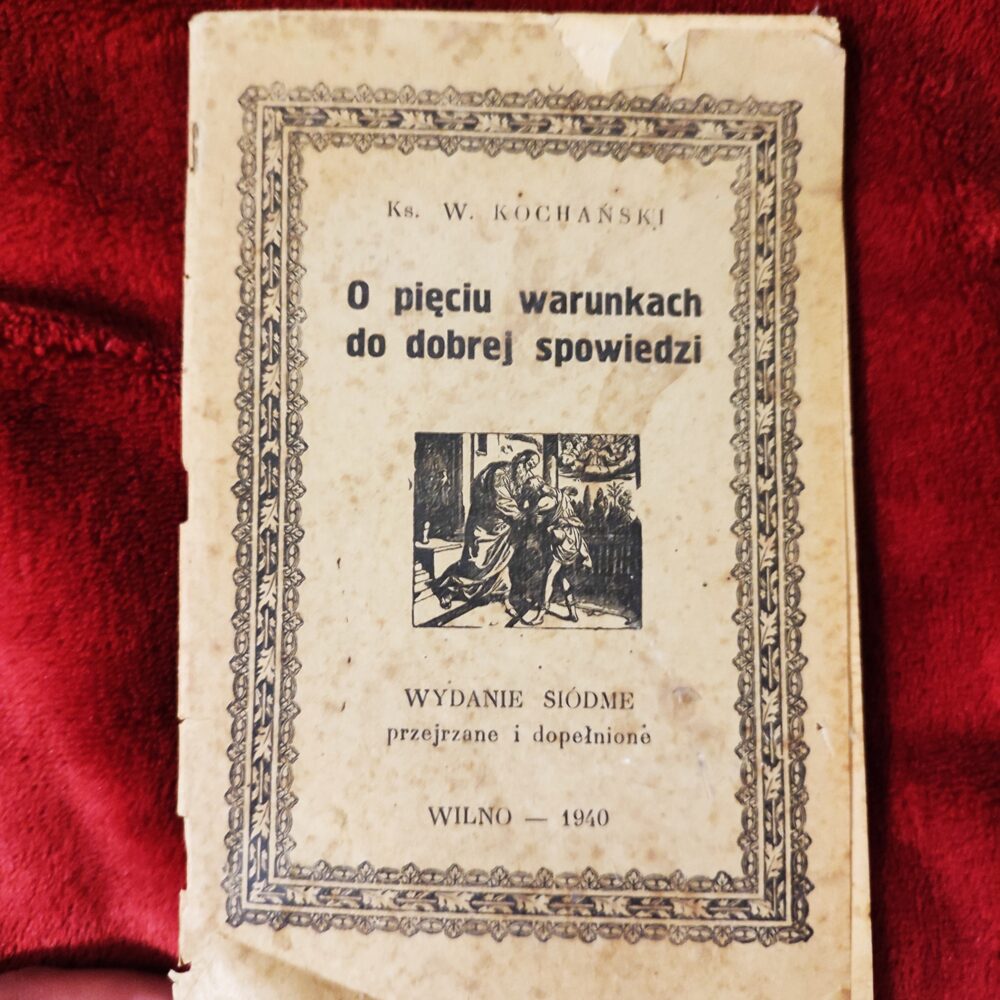 Ks. W. KOCHAŃSKI
O pięciu warunkach
do dobrej spowiedzi
WYDANIE SIÓDME
przejrzane i dopełnione
WILNO — 1940